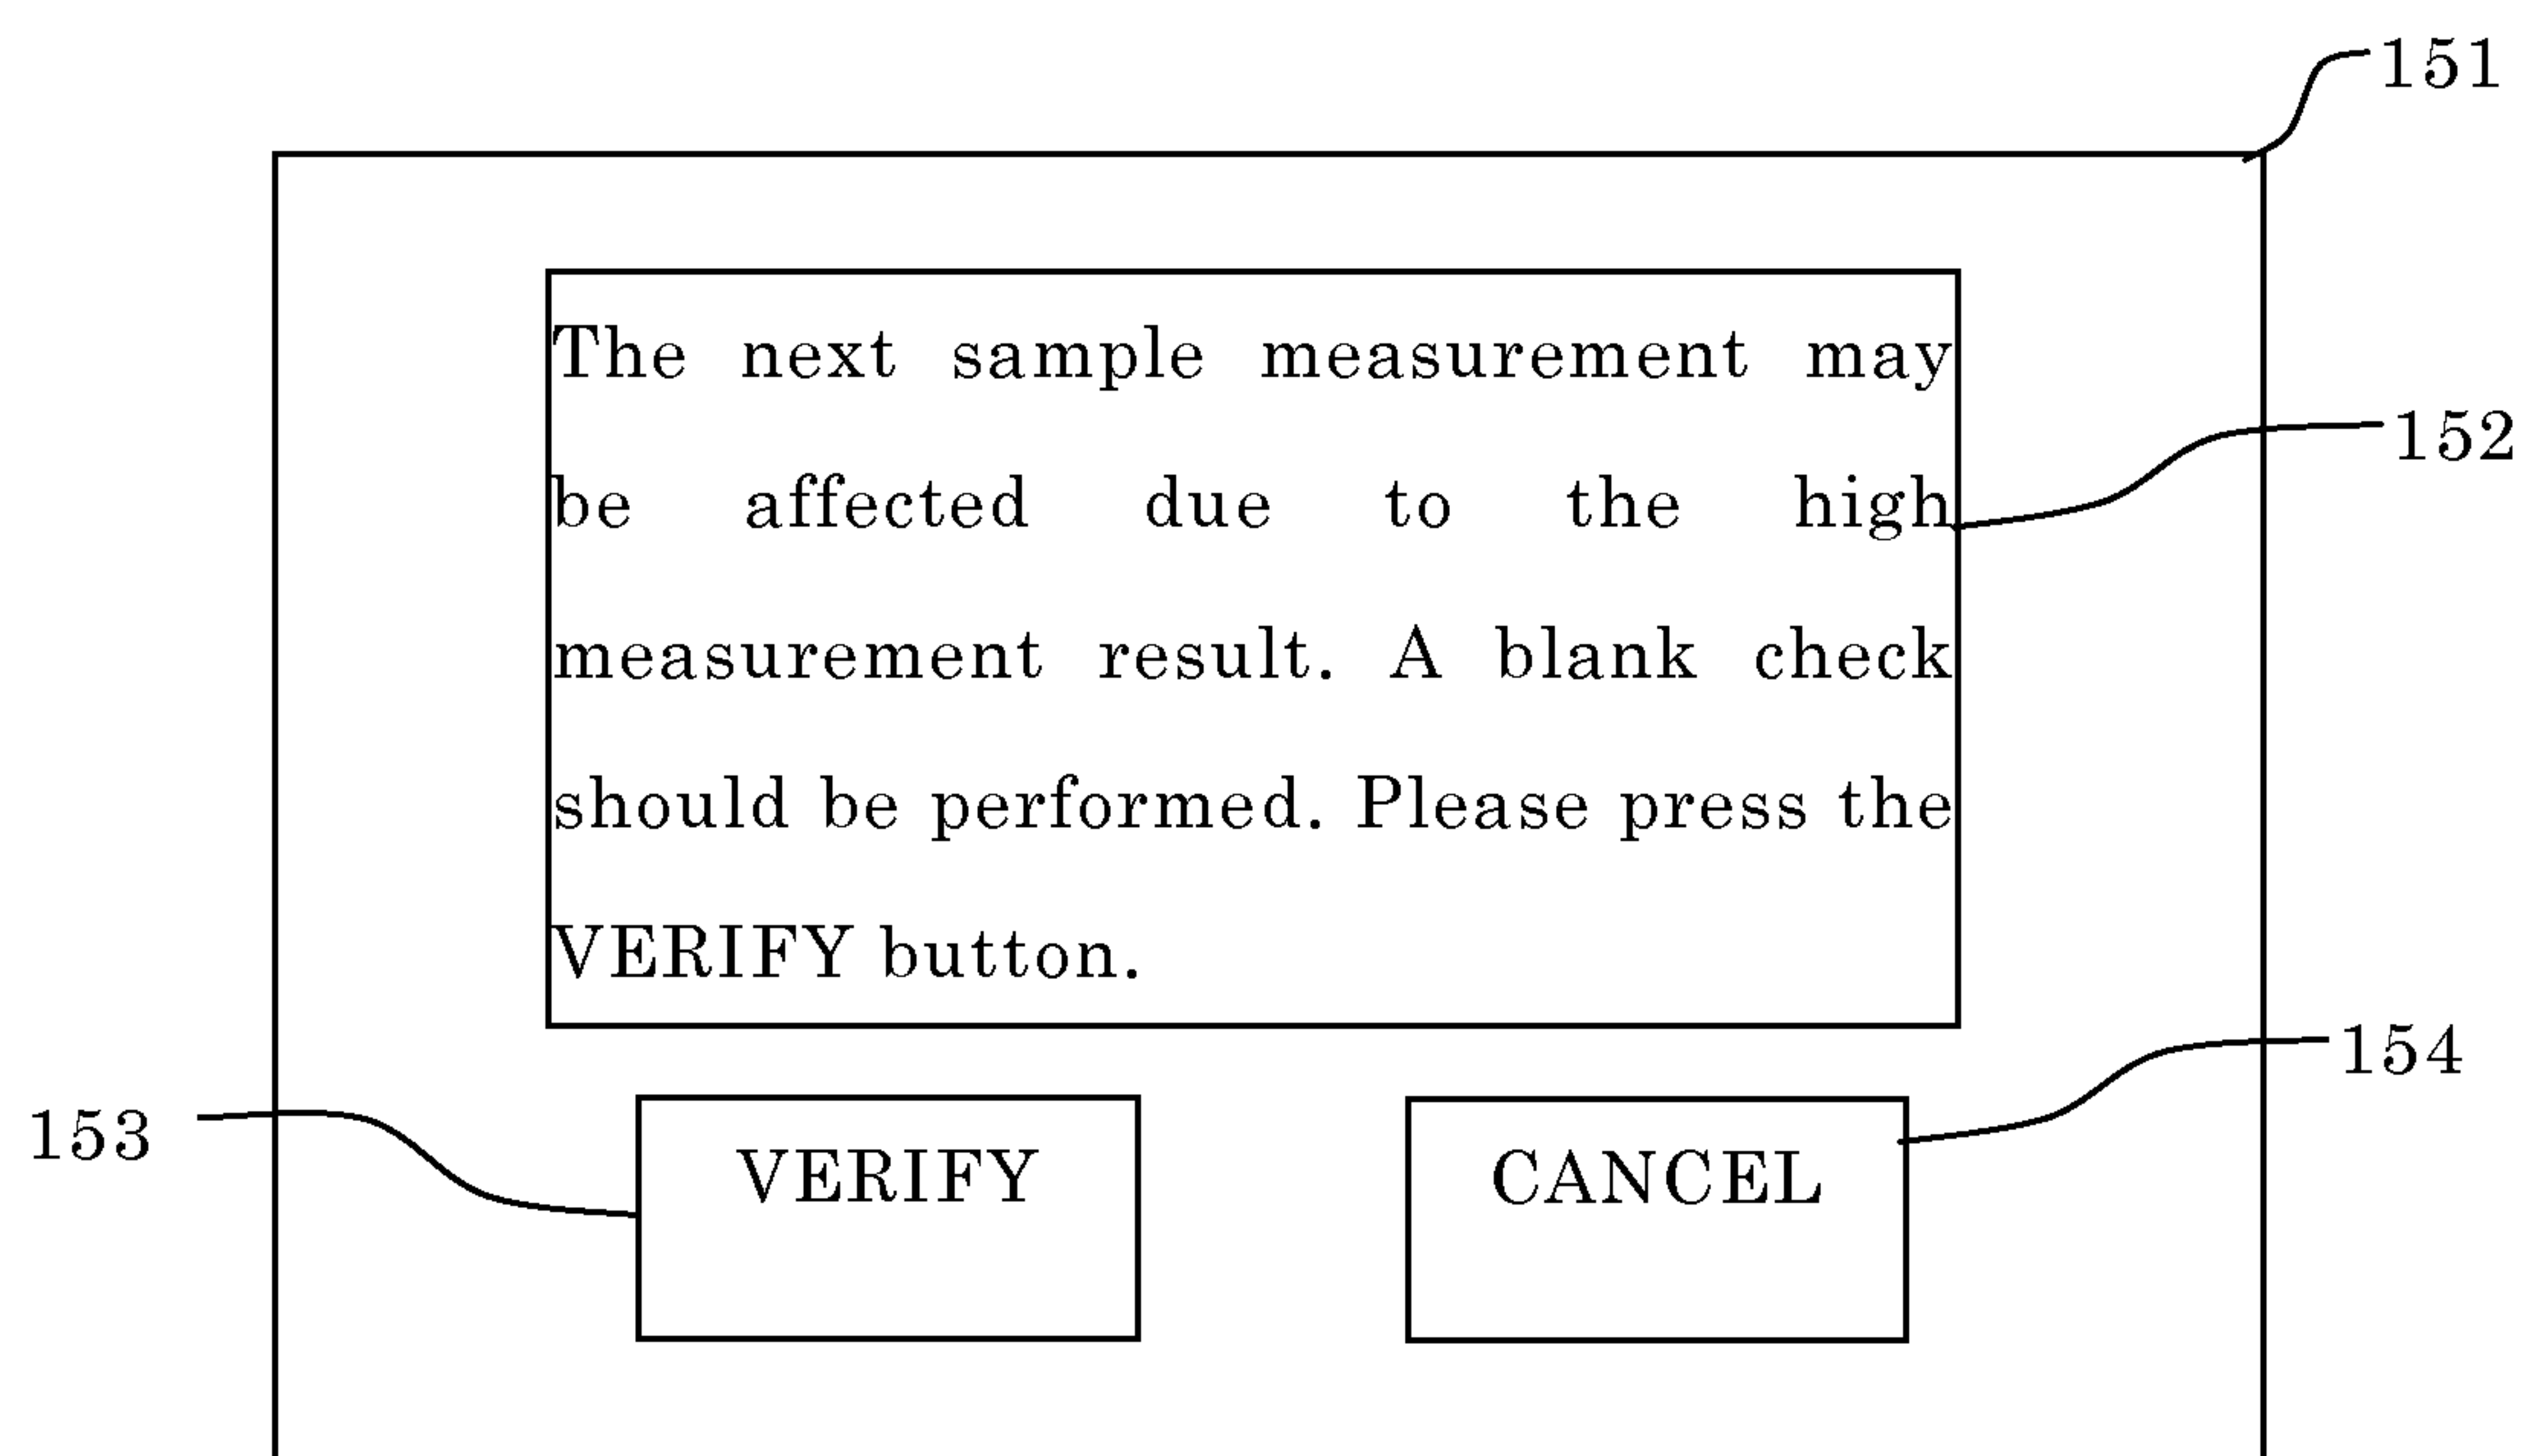 151
The next sample measurement may
be affected due to the high
152
measurement result. A blank check
should be performed. Please press the
VERIFY button.
154
153
VERIFY CANCEL